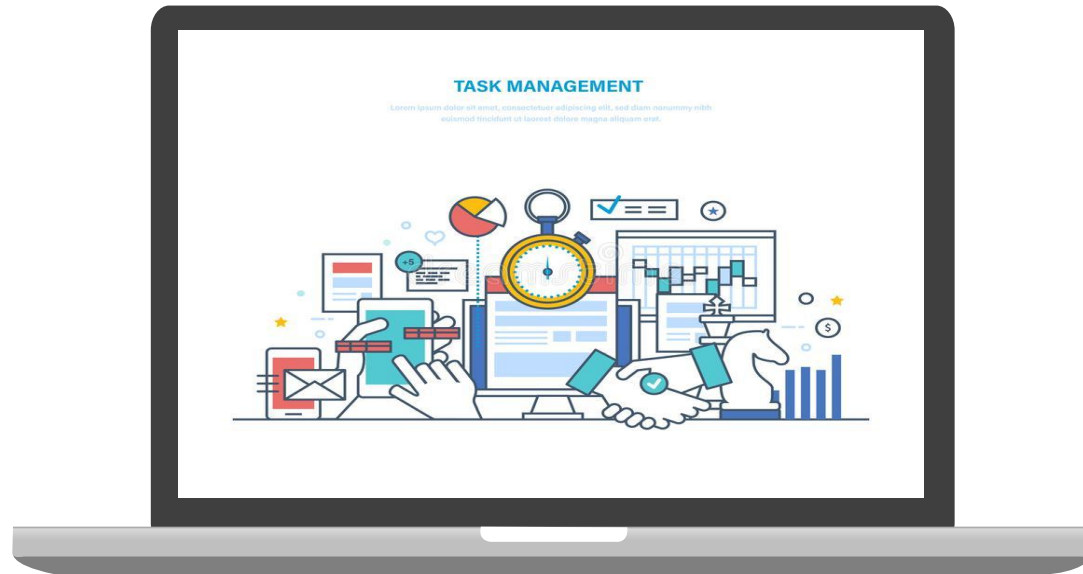 TASK MANAGEMENT
Lorem ipsum dolor sit amet, consectetuer adipiscing elit, sed diam nonummy nibh
euismod tincidunt ut laoreet dolore magna aliquam erat.
+5
$